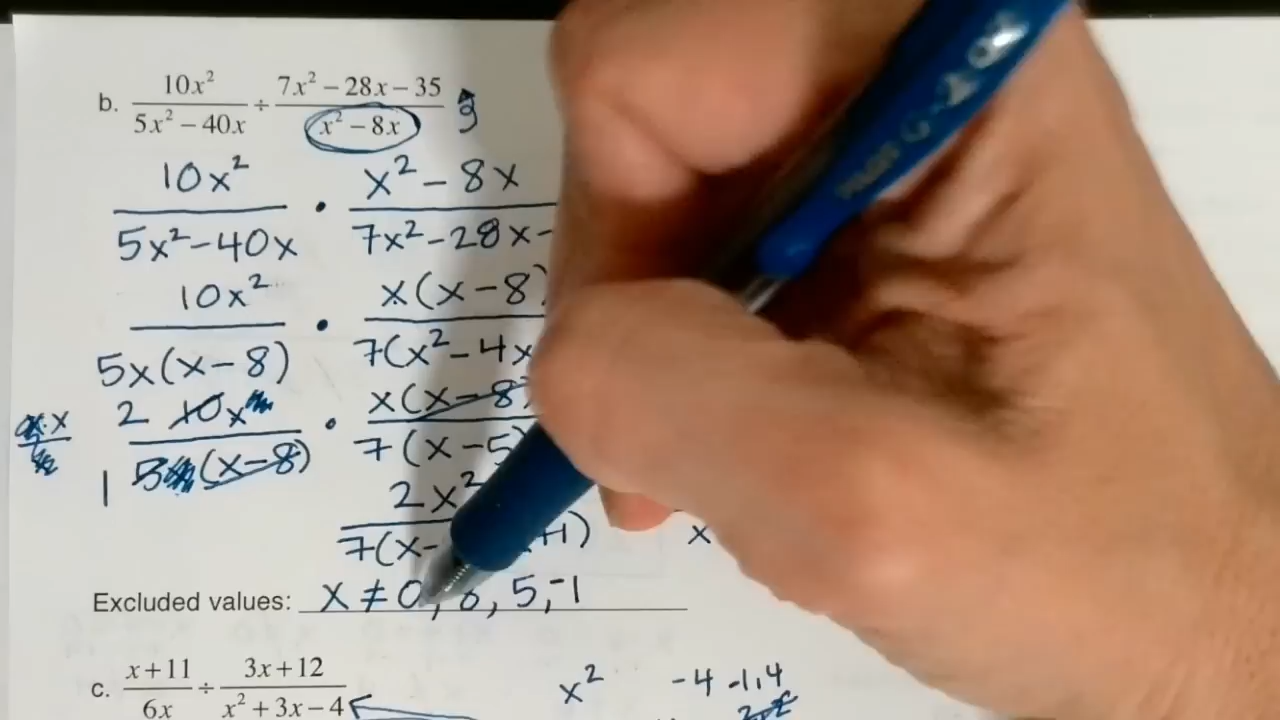 b. 10x² / 5x² − 40x ÷ 7x² − 28x − 35 / x² − 8x
10x² / 5x² − 40x · x² − 8x / 7x² − 28x −
10x² / 5x(x − 8) · x(x − 8) / 7(x² − 4x
2 10x · x(x − 8) / 7(x − 5
1 5 (x − 8)
2x² / 7(x − +1)
x
Excluded values: x ≠ 0, 8, 5, -1
c. x + 11 / 6x ÷ 3x + 12 / x² + 3x − 4
x² -4 -1,4